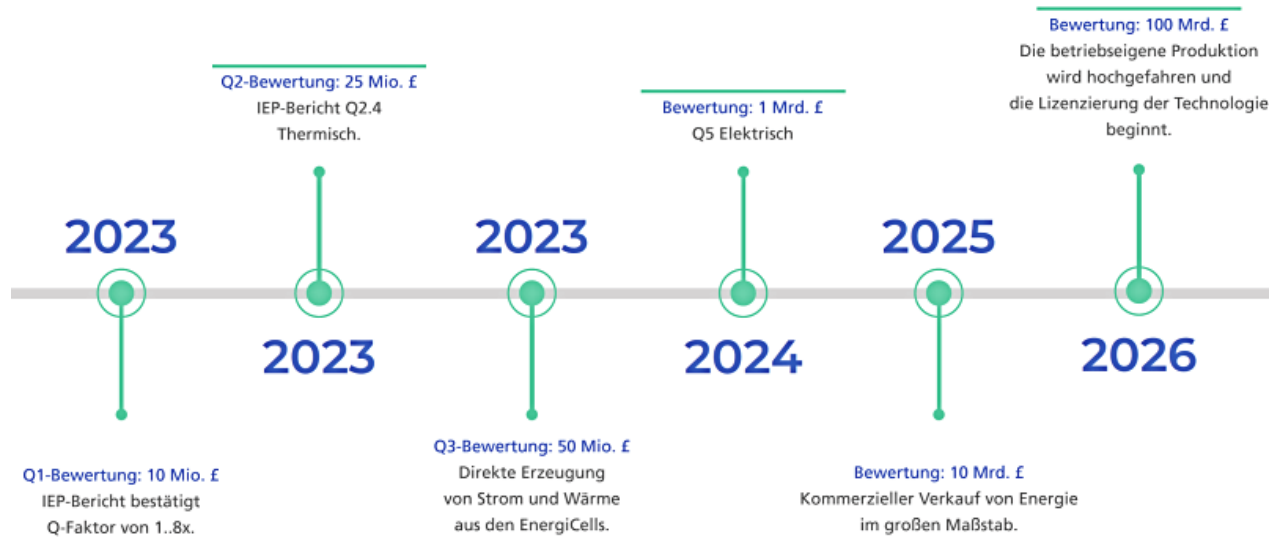 2023
Q1-Bewertung: 10 Mio. £
IEP-Bericht bestätigt
Q-Faktor von 1..8x.
Q2-Bewertung: 25 Mio. £
IEP-Bericht Q2.4
Thermisch.
2023
2023
Q3-Bewertung: 50 Mio. £
Direkte Erzeugung
von Strom und Wärme
aus den EnergiCells.
Bewertung: 1 Mrd. £
Q5 Elektrisch
2024
2025
Bewertung: 10 Mrd. £
Kommerzieller Verkauf von Energie
im großen Maßstab.
Bewertung: 100 Mrd. £
Die betriebseigene Produktion
wird hochgefahren und
die Lizenzierung der Technologie
beginnt.
2026